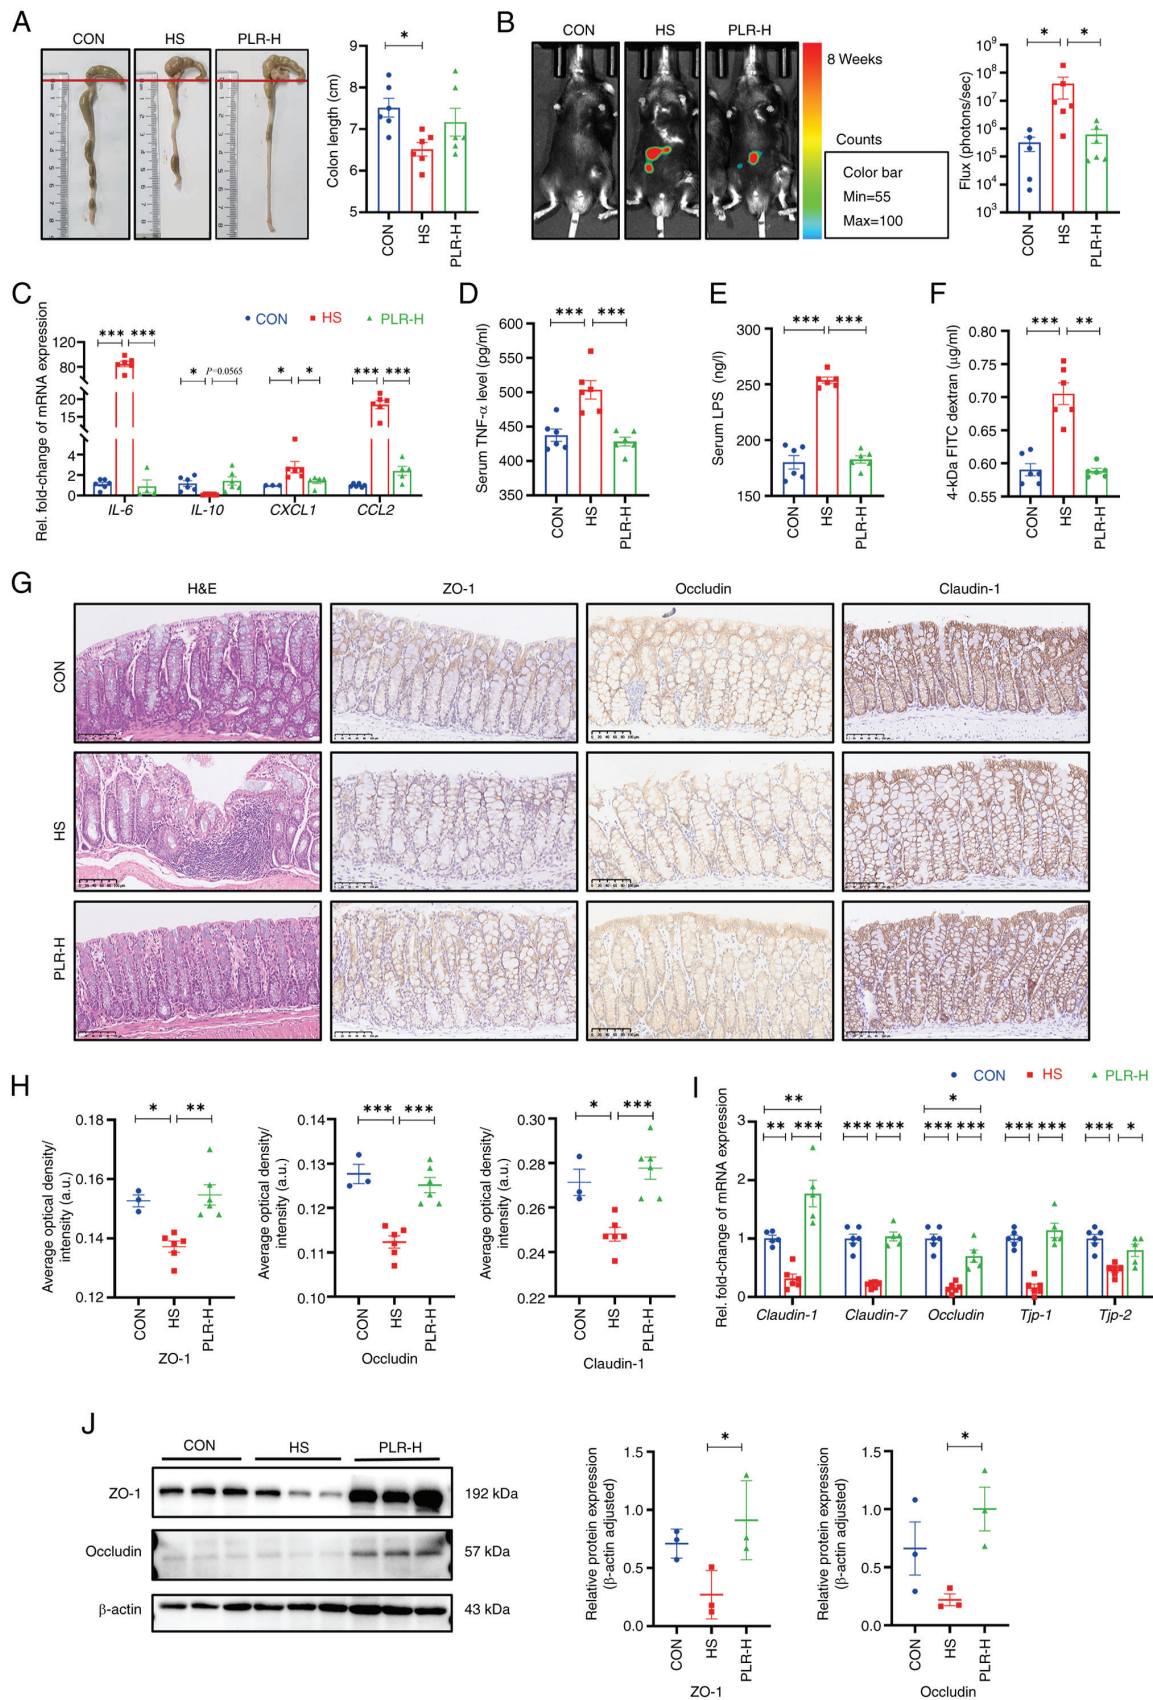 A
CON HS PLR-H
Colon length (cm)
9
8
7
6
5
*
CON HS PLR-H
B
CON HS PLR-H
8 Weeks
Counts
Color bar
Min=55
Max=100
Flux (photons/sec)
10⁹
10⁸
10⁷
10⁶
10⁵
10⁴
10³
* *
CON HS PLR-H
C
CON HS PLR-H
Rel. fold-change of mRNA expression
120
80
20
15
4
2
0
*** *** * P=0.0565 * * *** ***
IL-6 IL-10 CXCL1 CCL2
D
Serum TNF-α level (pg/ml)
600
550
500
450
400
350
*** ***
CON HS PLR-H
E
Serum LPS (ng/l)
300
250
200
150
*** ***
CON HS PLR-H
F
4-kDa FITC dextran (µg/ml)
0.80
0.70
0.60
0.55
*** **
CON HS PLR-H
G
H&E ZO-1 Occludin Claudin-1
CON
HS
PLR-H
H
Average optical density/
intensity (a.u.)
0.18
0.16
0.14
0.12
* **
CON HS PLR-H
ZO-1
Average optical density/
intensity (a.u.)
0.14
0.13
0.12
0.11
0.10
*** ***
CON HS PLR-H
Occludin
Average optical density/
intensity (a.u.)
0.30
0.28
0.26
0.24
0.22
* ***
CON HS PLR-H
Claudin-1
I
CON HS PLR-H
Rel. fold-change of mRNA expression
3
2
1
0
** *
** *** *** *** *** *** *** *** *** *
Claudin-1 Claudin-7 Occludin Tjp-1 Tjp-2
J
CON HS PLR-H
ZO-1 192 kDa
Occludin 57 kDa
β-actin 43 kDa
Relative protein expression
(β-actin adjusted)
1.5
1.0
0.5
0.0
*
CON HS PLR-H
ZO-1
Relative protein expression
(β-actin adjusted)
1.5
1.0
0.5
0.0
*
CON HS PLR-H
Occludin